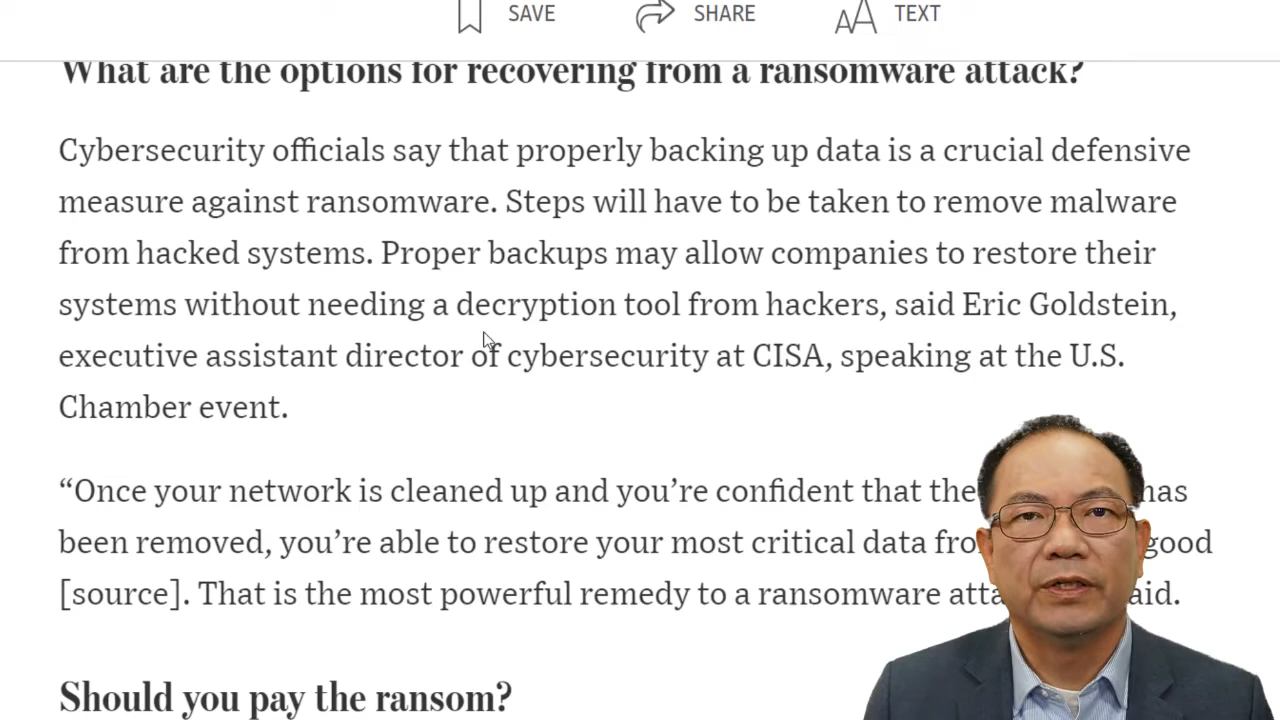 SAVE SHARE TEXT
What are the options for recovering from a ransomware attack?
Cybersecurity officials say that properly backing up data is a crucial defensive
measure against ransomware. Steps will have to be taken to remove malware
from hacked systems. Proper backups may allow companies to restore their
systems without needing a decryption tool from hackers, said Eric Goldstein,
executive assistant director of cybersecurity at CISA, speaking at the U.S.
Chamber event.
“Once your network is cleaned up and you’re confident that the has
been removed, you’re able to restore your most critical data good
[source]. That is the most powerful remedy to a ransomware
Should you pay the ransom?